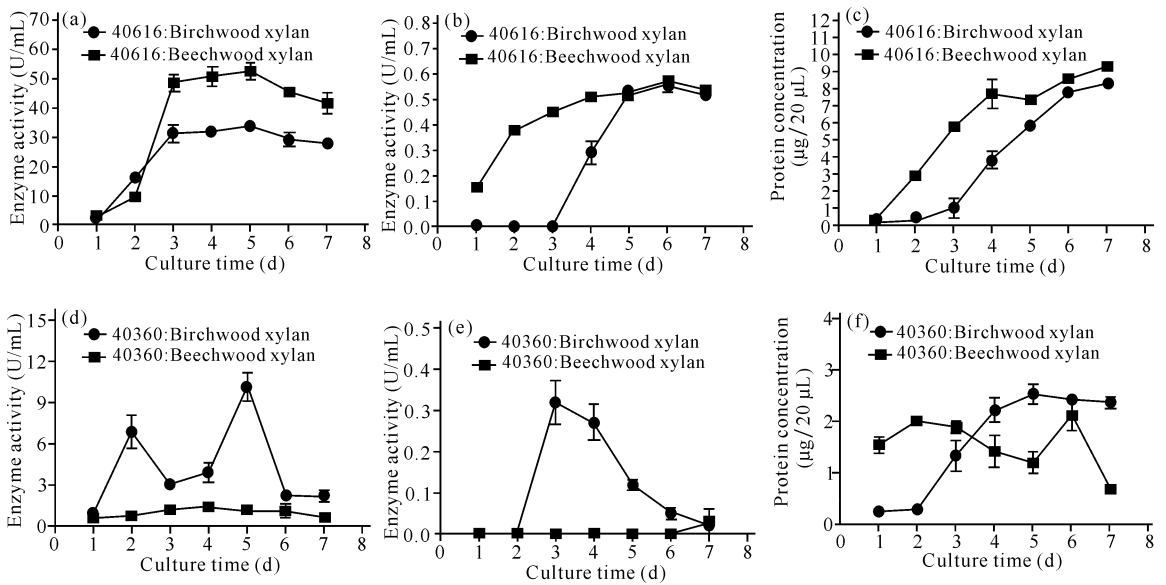 (a)
40616:Birchwood xylan
40616:Beechwood xylan
Enzyme activity (U/mL)
70
60
50
40
30
20
10
0
0 1 2 3 4 5 6 7 8
Culture time (d)
(b)
40616:Birchwood xylan
40616:Beechwood xylan
Enzyme activity (U/mL)
0.8
0.7
0.6
0.5
0.4
0.3
0.2
0.1
0.0
0 1 2 3 4 5 6 7 8
Culture time (d)
(c)
40616:Birchwood xylan
40616:Beechwood xylan
Protein concentration
(μg/20 μL)
12
11
10
9
8
7
6
5
4
3
2
1
0
0 1 2 3 4 5 6 7 8
Culture time (d)
(d)
40360:Birchwood xylan
40360:Beechwood xylan
Enzyme activity (U/mL)
15
12
9
6
3
0
0 1 2 3 4 5 6 7 8
Culture time (d)
(e)
40360:Birchwood xylan
40360:Beechwood xylan
Enzyme activity (U/mL)
0.5
0.4
0.3
0.2
0.1
0.0
0 1 2 3 4 5 6 7 8
Culture time (d)
(f)
40360:Birchwood xylan
40360:Beechwood xylan
Protein concentration
(μg/20 μL)
4
3
2
1
0
0 1 2 3 4 5 6 7 8
Culture time (d)